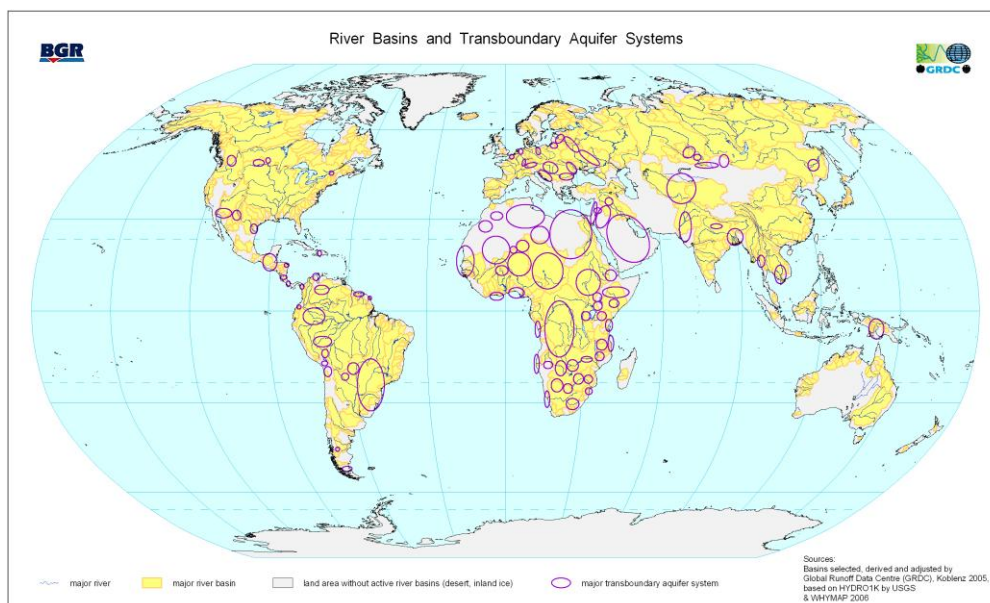 River Basins and Transboundary Aquifer Systems
BGR
GRDC
major river
major river basin
land area without active river basins (desert, inland ice)
major transboundary aquifer system
Sources:
Basins selected, derived and adjusted by
Global Runoff Data Centre (GRDC), Koblenz 2005,
based on HYDRO1K by USGS
& WHYMAP 2006